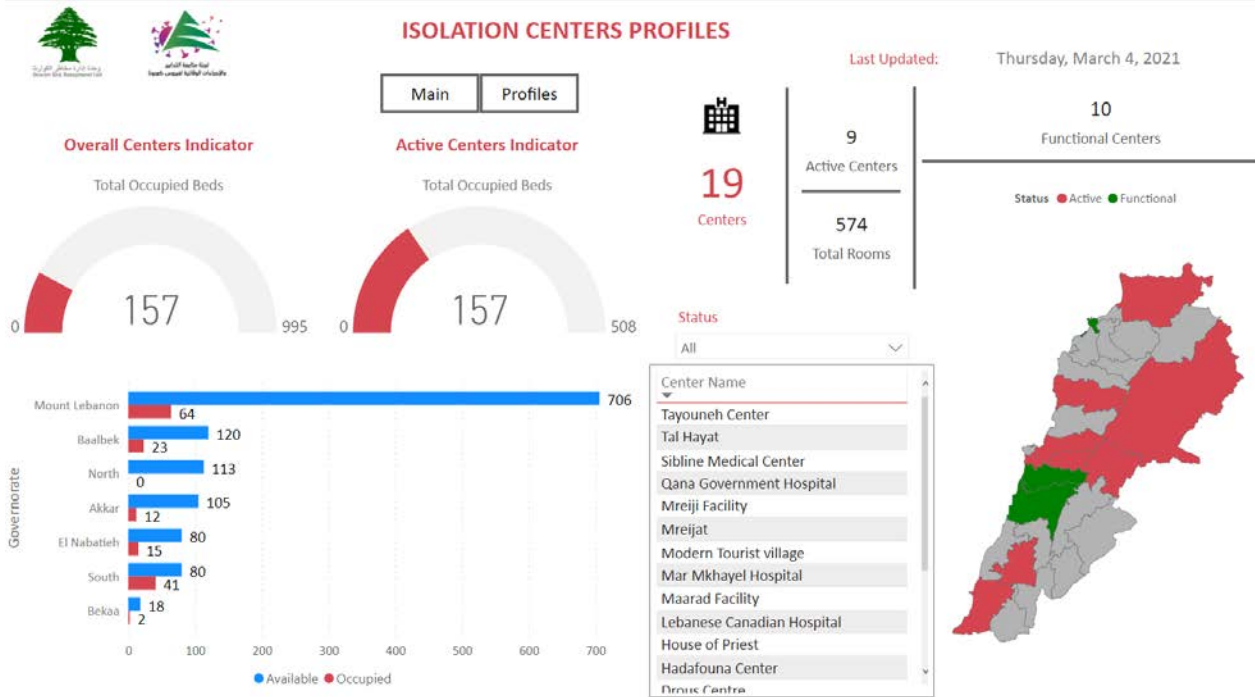 ISOLATION CENTERS PROFILES
Last Updated:
Thursday, March 4, 2021
Main
Profiles
Overall Centers Indicator
Total Occupied Beds
157
0
995
Active Centers Indicator
Total Occupied Beds
157
0
508
19
Centers
9
Active Centers
574
Total Rooms
10
Functional Centers
Status Active Functional
Status
All
Center Name
Tayouneh Center
Tal Hayat
Sibline Medical Center
Qana Government Hospital
Mreiji Facility
Mreijat
Modern Tourist village
Mar Mkhayel Hospital
Maarad Facility
Lebanese Canadian Hospital
House of Priest
Hadafouna Center
Drous Centre
Governorate
Mount Lebanon 706
64
Baalbek 120
23
North 113
0
Akkar 105
12
El Nabatieh 80
15
South 80
41
Bekaa 18
2
0 100 200 300 400 500 600 700
Available Occupied